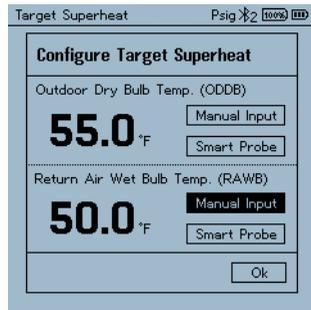 Target Superheat Psig 2 100%
Configure Target Superheat
Outdoor Dry Bulb Temp. (ODDB)
55.0 °F
Manual Input
Smart Probe
Return Air Wet Bulb Temp. (RAWB)
50.0 °F
Manual Input
Smart Probe
Ok